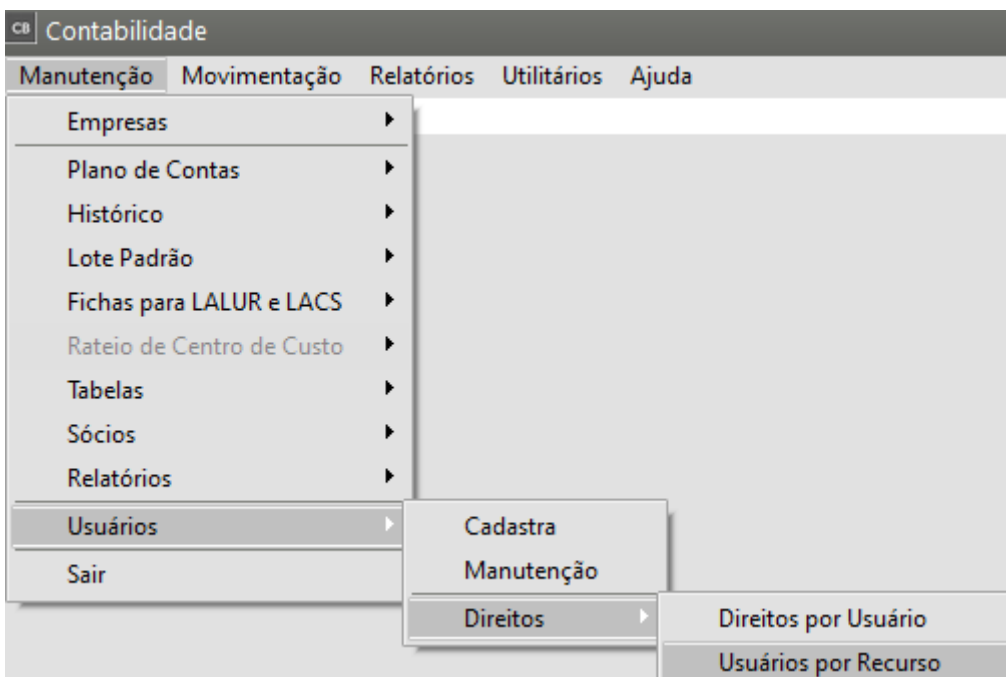 CB Contabilidade
Manutenção Movimentação Relatórios Utilitários Ajuda
Empresas
Plano de Contas
Histórico
Lote Padrão
Fichas para LALUR e LACS
Rateio de Centro de Custo
Tabelas
Sócios
Relatórios
Usuários
Sair
Cadastra
Manutenção
Direitos
Direitos por Usuário
Usuários por Recurso